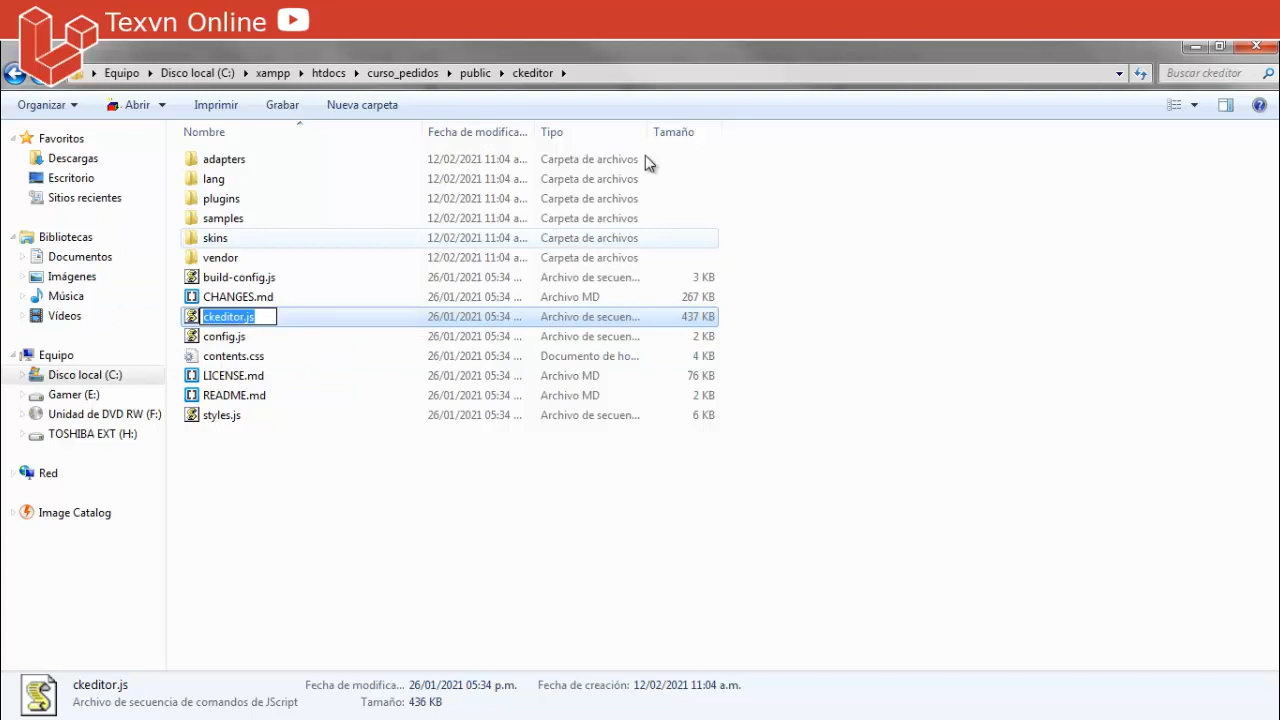 Texvn Online
Equipo Disco local (C:) xampp htdocs curso_pedidos public ckeditor
Buscar ckeditor
Organizar Abrir Imprimir Grabar Nueva carpeta
Nombre Fecha de modifica... Tipo Tamaño
adapters 12/02/2021 11:04 a... Carpeta de archivos
lang 12/02/2021 11:04 a... Carpeta de archivos
plugins 12/02/2021 11:04 a... Carpeta de archivos
samples 12/02/2021 11:04 a... Carpeta de archivos
skins 12/02/2021 11:04 a... Carpeta de archivos
vendor 12/02/2021 11:04 a... Carpeta de archivos
build-config.js 26/01/2021 05:34 ... Archivo de secuen... 3 KB
CHANGES.md 26/01/2021 05:34 ... Archivo MD 267 KB
ckeditor.js 26/01/2021 05:34 ... Archivo de secuen... 437 KB
config.js 26/01/2021 05:34 ... Archivo de secuen... 2 KB
contents.css 26/01/2021 05:34 ... Documento de ho... 4 KB
LICENSE.md 26/01/2021 05:34 ... Archivo MD 76 KB
README.md 26/01/2021 05:34 ... Archivo MD 2 KB
styles.js 26/01/2021 05:34 ... Archivo de secuen... 6 KB
Favoritos
Descargas
Escritorio
Sitios recientes
Bibliotecas
Documentos
Imágenes
Música
Vídeos
Equipo
Disco local (C:)
Gamer (E:)
Unidad de DVD RW (F:)
TOSHIBA EXT (H:)
Red
Image Catalog
ckeditor.js Fecha de modifica... 26/01/2021 05:34 p.m. Fecha de creación: 12/02/2021 11:04 a.m.
Archivo de secuencia de comandos de JScript Tamaño: 436 KB